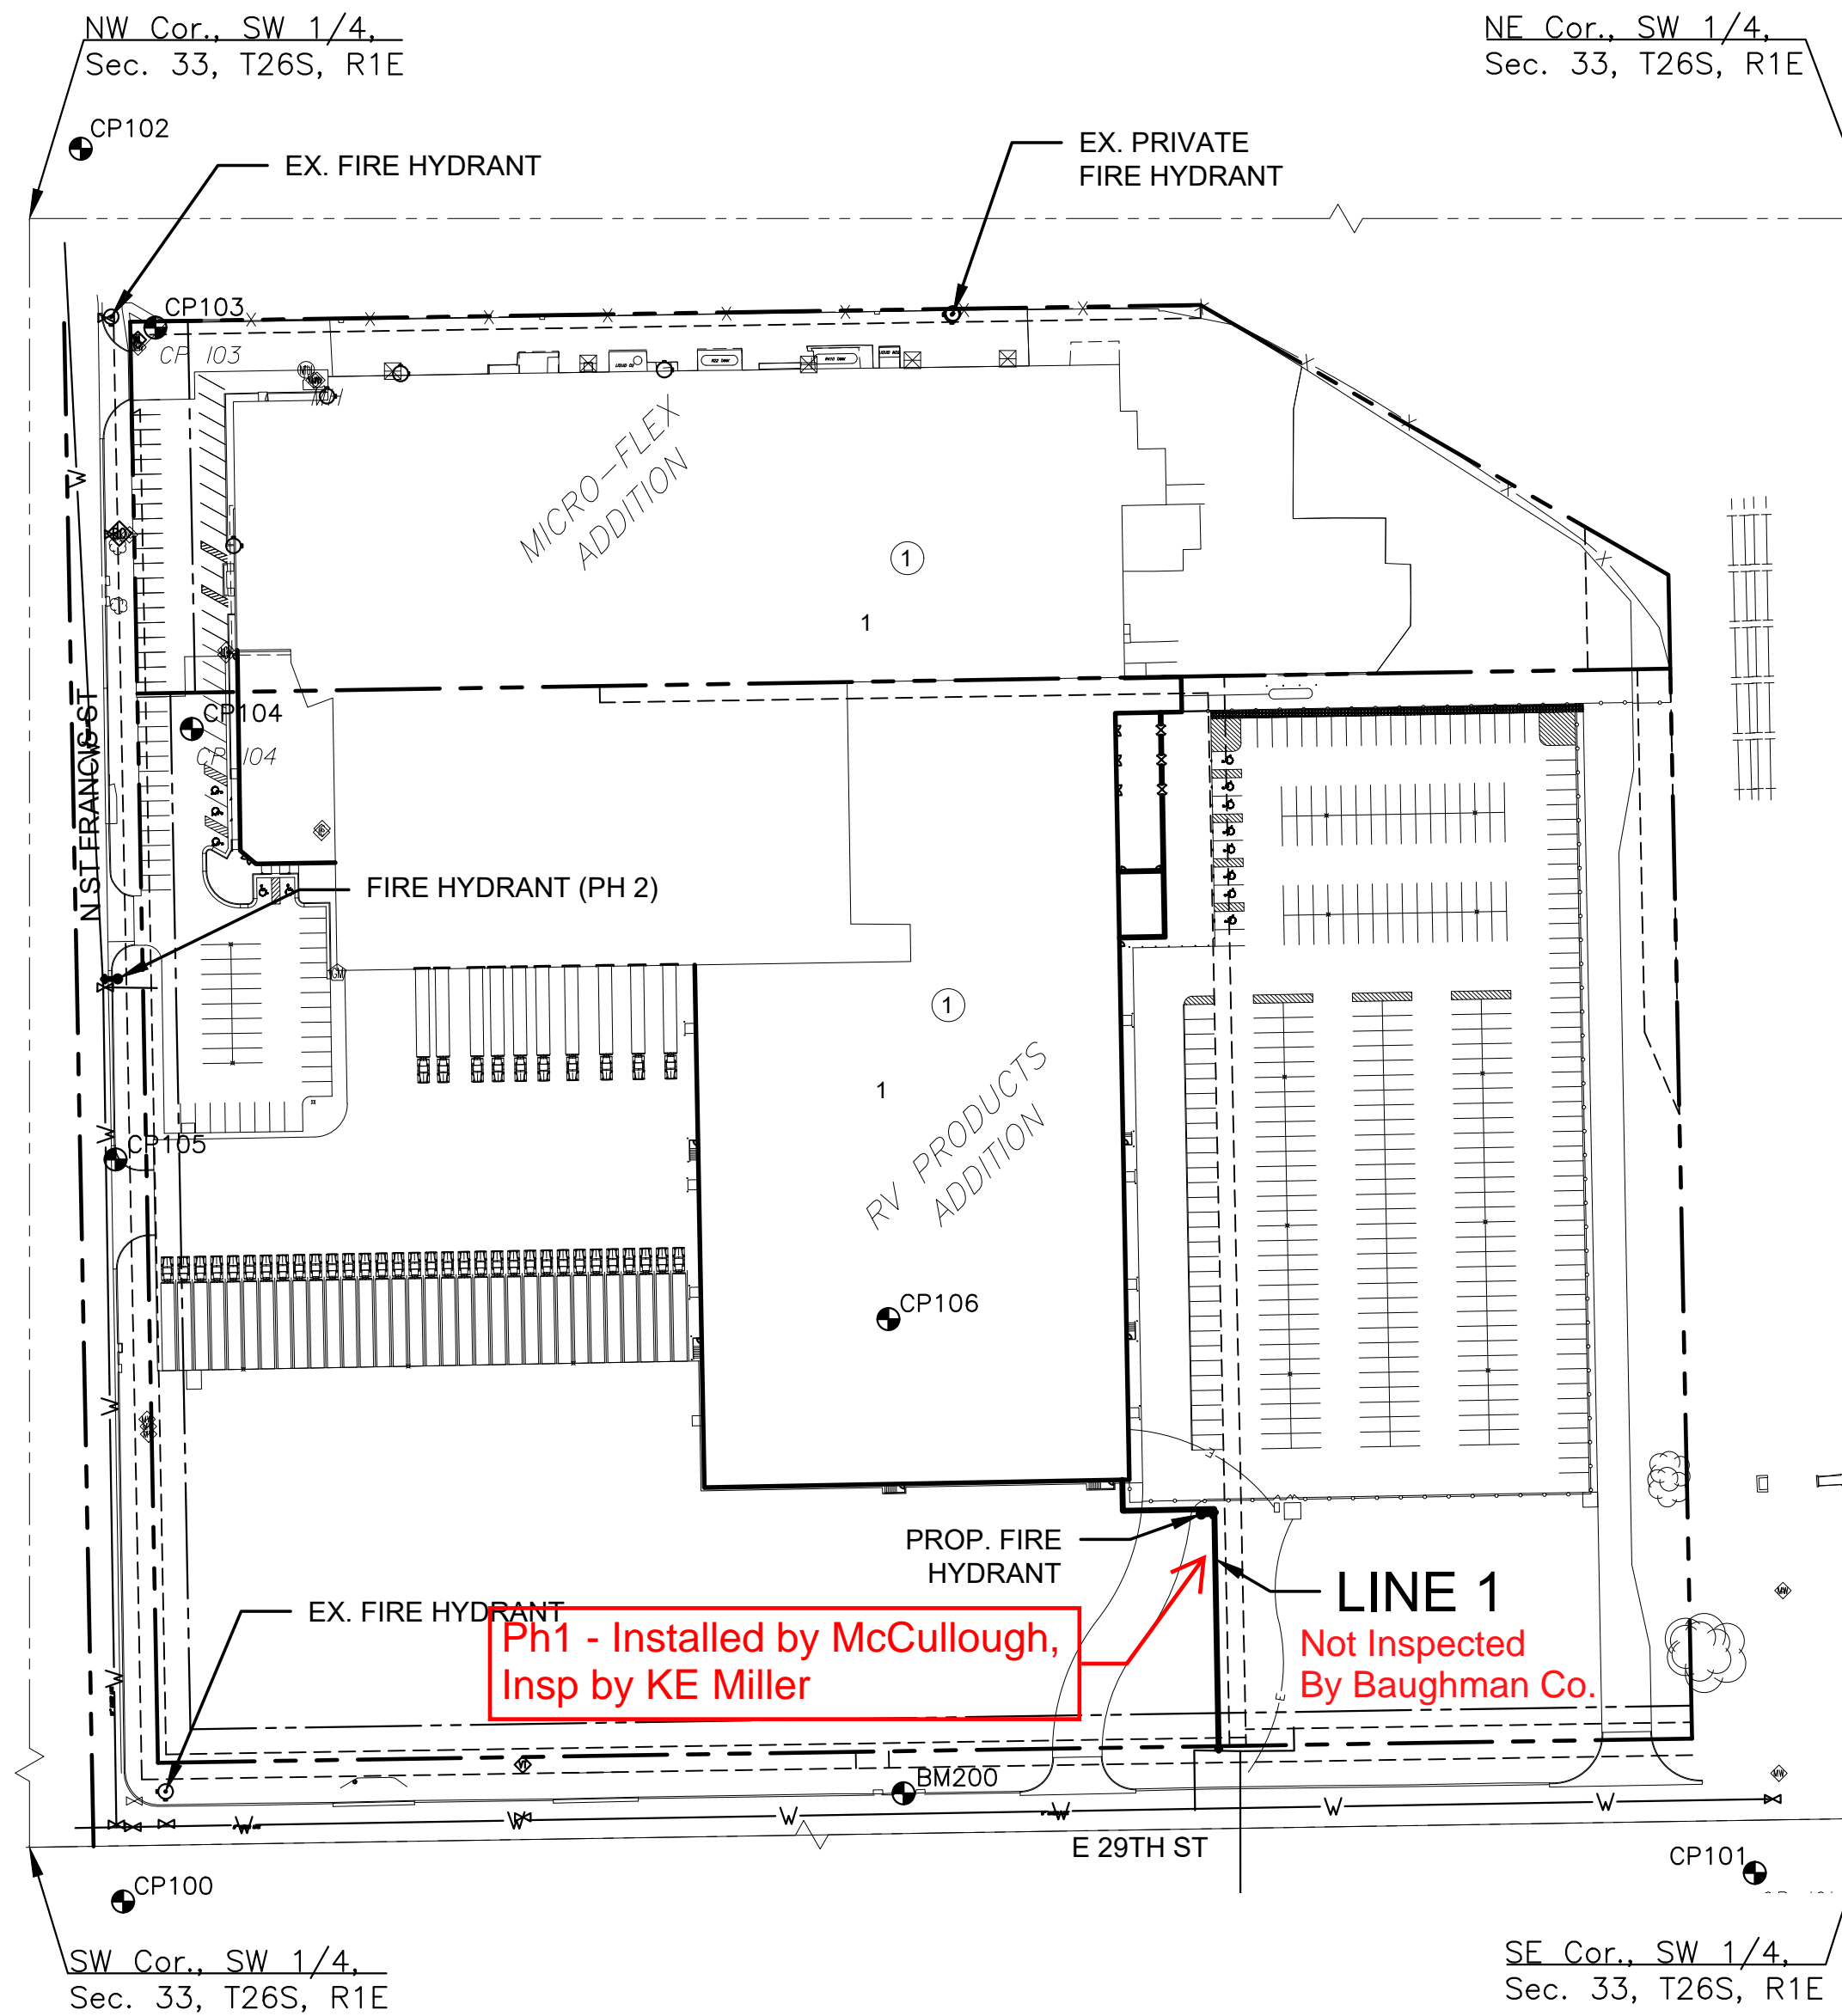 NW Cor., SW 1/4,
Sec. 33, T26S, R1E
NE Cor., SW 1/4,
Sec. 33, T26S, R1E
CP102
EX. FIRE HYDRANT
EX. PRIVATE
FIRE HYDRANT
CP103
CP 103
MH
MICRO-FLEX
ADDITION
1
1
W
N ST FRANCIS ST
W
CP104
CP 104
FIRE HYDRANT (PH 2)
GM
1
1
RV PRODUCTS
ADDITION
W
CP105
CP106
W
E
PROP. FIRE
HYDRANT
LINE 1
EX. FIRE HYDRANT
Ph1 - Installed by McCullough,
Insp by KE Miller
Not Inspected
By Baughman Co.
E
W
MW
MW
BM200
W W W W W W
E 29TH ST
CP100
CP101
SW Cor., SW 1/4,
Sec. 33, T26S, R1E
SE Cor., SW 1/4,
Sec. 33, T26S, R1E